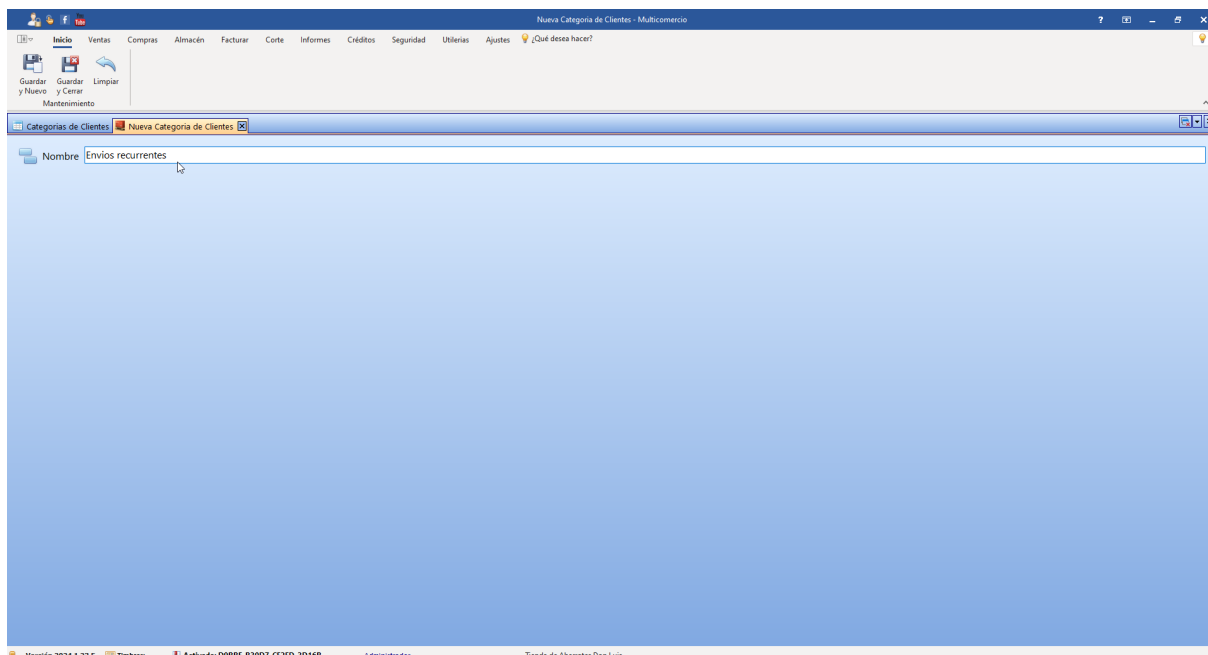 Nueva Categoria de Clientes - Multicomercio
Inicio Ventas Compras Almacén Facturar Corte Informes Créditos Seguridad Utilerias Ajustes ¿Qué desea hacer?
Guardar y Nuevo
Guardar y Cerrar
Limpiar
Mantenimiento
Categorias de Clientes Nueva Categoria de Clientes
Nombre Envios recurrentes